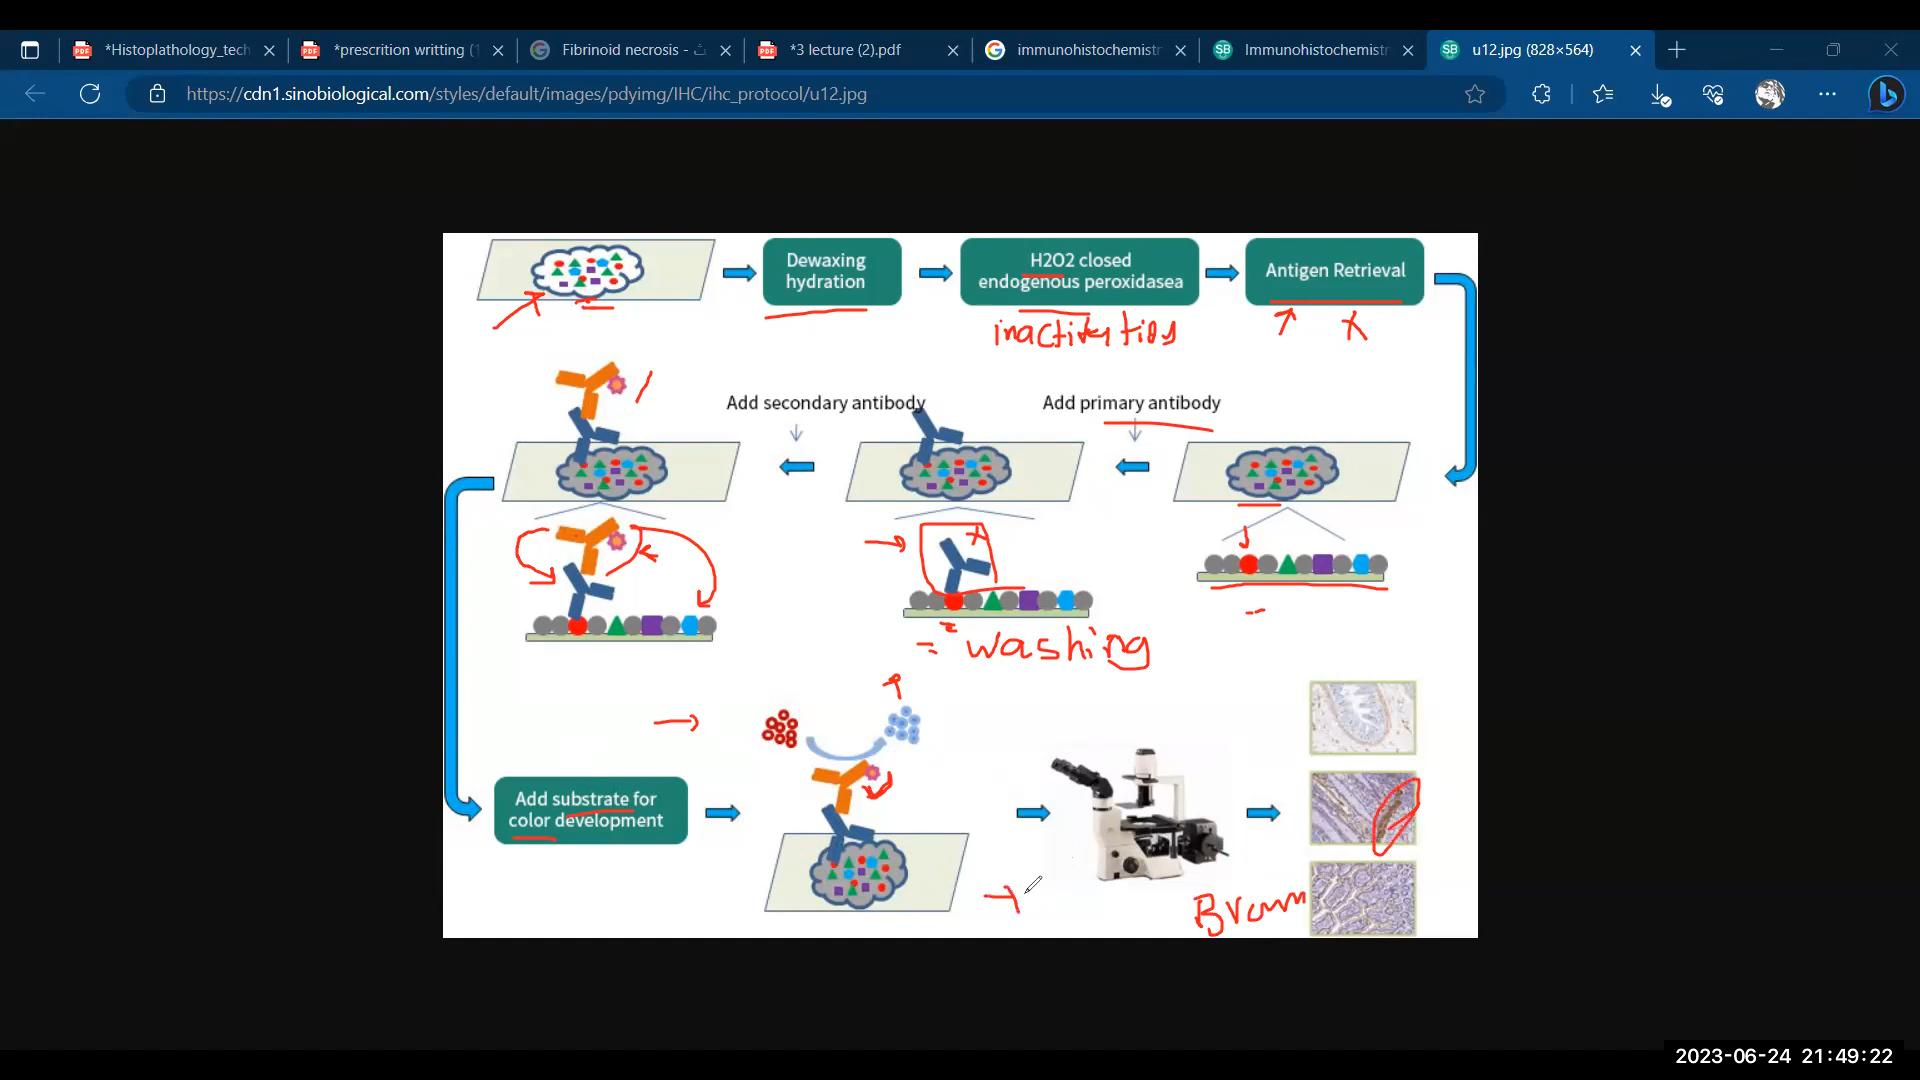 *Histoplathology_tech
*prescrition writting (1
Fibrinoid necrosis -
*3 lecture (2).pdf
immunohistochemistr
Immunohistochemistr
u12.jpg (828×564)
https://cdn1.sinobiological.com/styles/default/images/pdyimg/IHC/ihc_protocol/u12.jpg
Dewaxing
hydration
H2O2 closed
endogenous peroxidasea
Antigen Retrieval
Add secondary antibody
Add primary antibody
= washing
Add substrate for
color development
Brown
2023-06-24 21:49:22